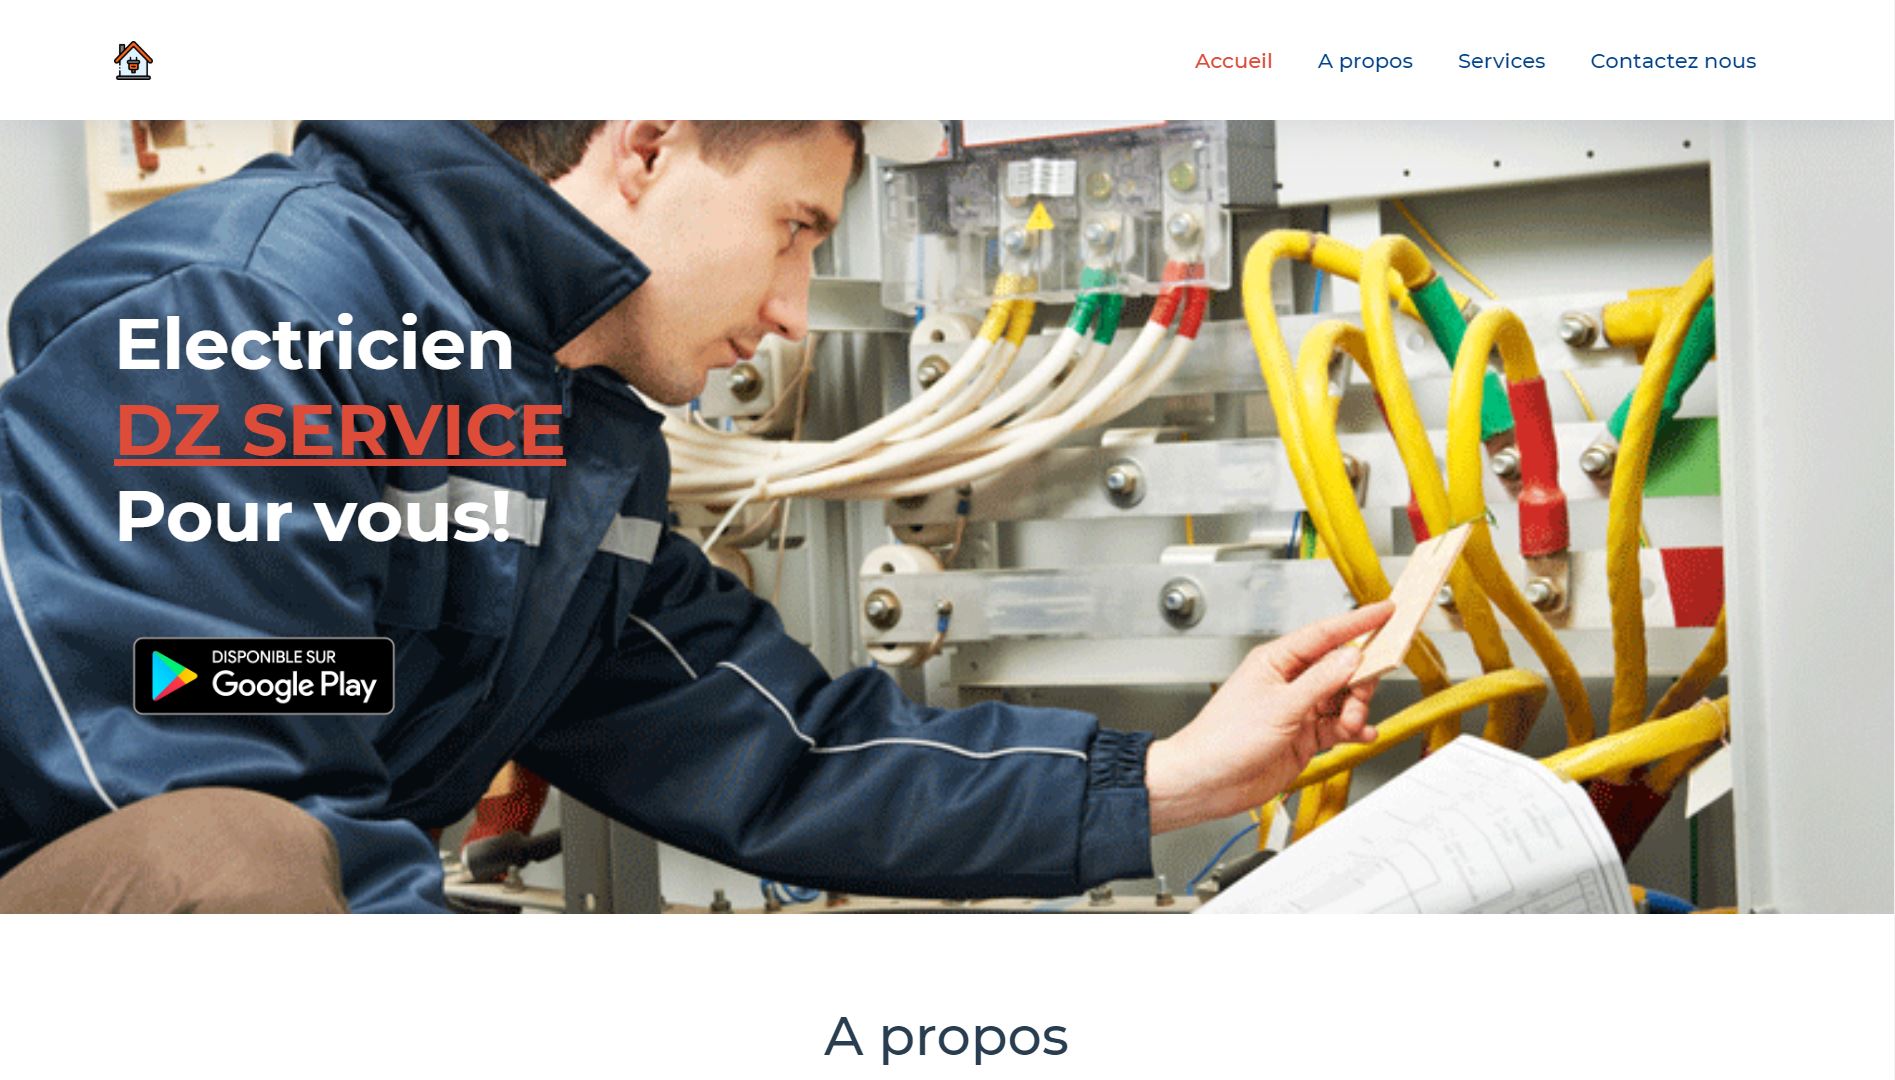 Accueil
A propos
Services
Contactez nous
Electricien
DZ SERVICE
Pour vous!
DISPONIBLE SUR
Google Play
A propos